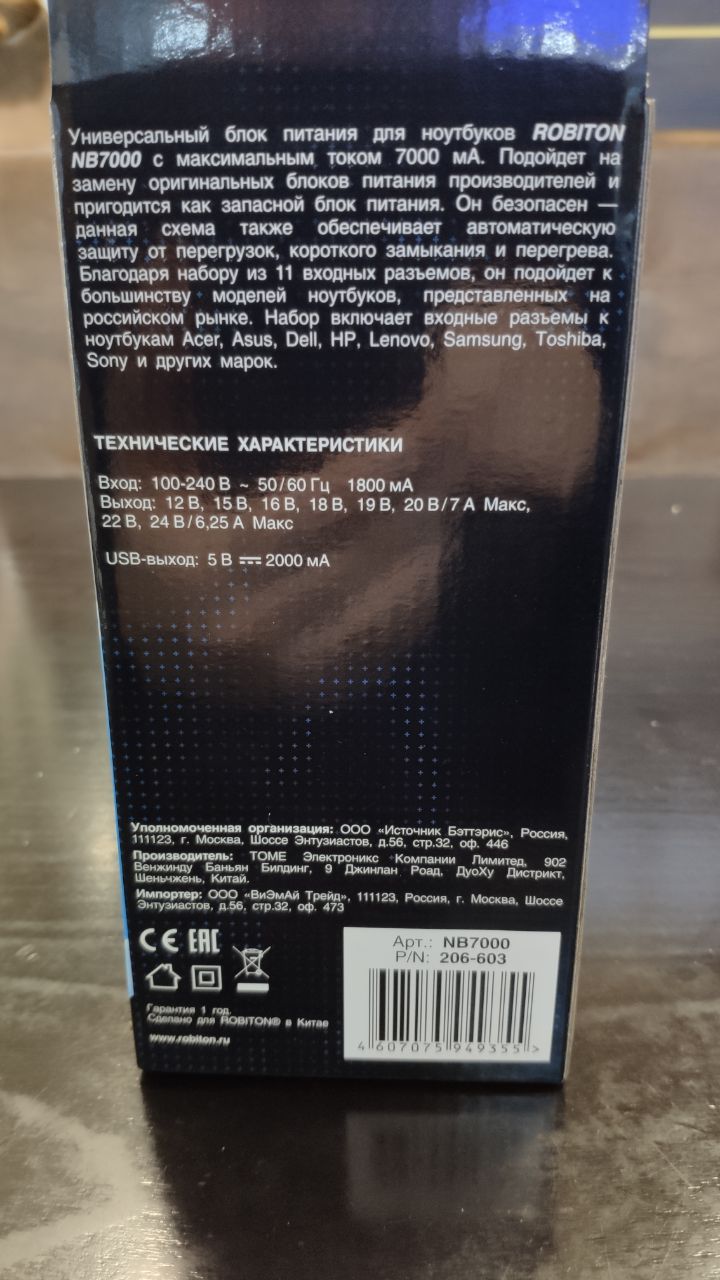 Универсальный блок питания для ноутбуков ROBITON
NB7000 с максимальным током 7000 мА. Подойдет на
замену оригинальных блоков питания производителей и
пригодится как запасной блок питания. Он безопасен —
данная схема также обеспечивает автоматическую
защиту от перегрузок, короткого замыкания и перегрева.
Благодаря набору из 11 входных разъемов, он подойдет к
большинству моделей ноутбуков, представленных на
российском рынке. Набор включает входные разъемы к
ноутбукам Acer, Asus, Dell, HP, Lenovo, Samsung, Toshiba,
Sony и других марок.
ТЕХНИЧЕСКИЕ ХАРАКТЕРИСТИКИ
Вход: 100-240 В ~ 50/60 Гц 1800 мА
Выход: 12 В, 15 В, 16 В, 18 В, 19 В, 20 В/7 А Макс,
22 В, 24 В/6,25 А Макс
USB-выход: 5 В ⎓ 2000 мА
Уполномоченная организация: ООО «Источник Бэттэрис», Россия,
111123, г. Москва, Шоссе Энтузиастов, д.56, стр.32, оф. 446
Производитель: ТОМЕ Электроникс Компани Лимитед, 902
Венжинду Баньян Билдинг, 9 Джинлан Роад, ДуоХу Дистрикт,
Шеньчжень, Китай.
Импортер: ООО «ВиЭмАй Трейд», 111123, Россия, г. Москва, Шоссе
Энтузиастов, д.56, стр.32, оф. 473
CE EAC
Гарантия 1 год.
Сделано для ROBITON® в Китае
www.robiton.ru
Арт.: NB7000
P/N: 206-603
4 607075 949355 >